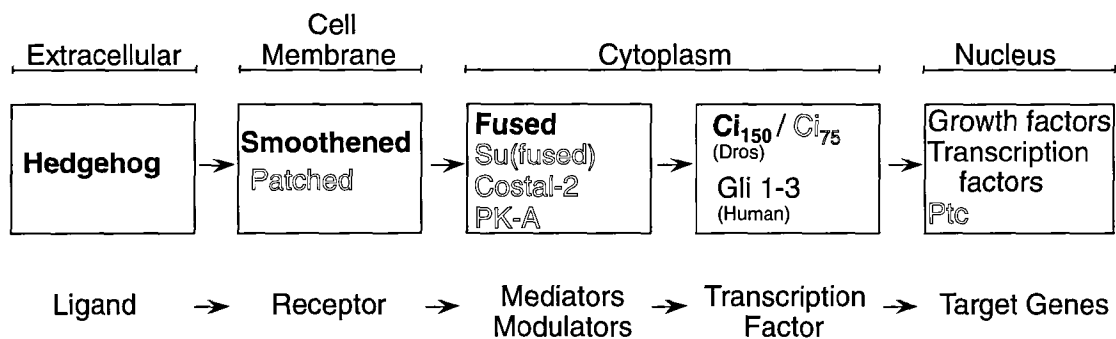 Extracellular
Cell
Membrane
Cytoplasm
Nucleus
Hedgehog
Smoothened
Patched
Fused
Su(fused)
Costal-2
PK-A
Ci150 / Ci75
(Dros)
Gli 1-3
(Human)
Growth factors
Transcription
factors
Ptc
Ligand
Receptor
Mediators
Modulators
Transcription
Factor
Target Genes